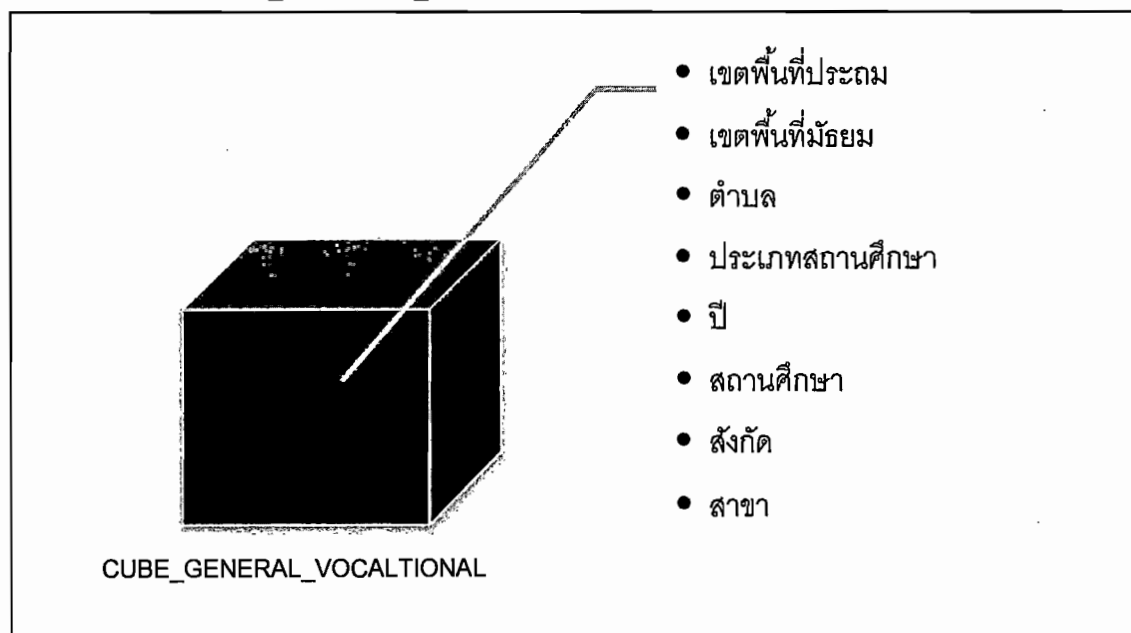 • เขตพื้นที่ประถม
• เขตพื้นที่มัธยม
• ตำบล
• ประเภทสถานศึกษา
• ปี
• สถานศึกษา
• สังกัด
• สาขา
CUBE_GENERAL_VOCALTIONAL